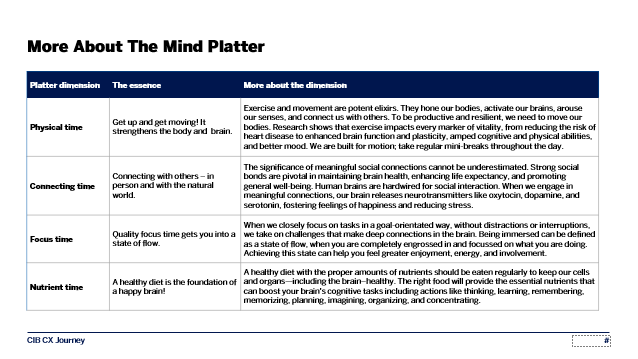 More About The Mind Platter
Platter dimension
The essence
More about the dimension
Physical time
Get up and get moving! It
strengthens the body and brain.
Exercise and movement are potent elixirs. They hone our bodies, activate our brains, arouse
our senses, and connect us with others. To be productive and resilient, we need to move our
bodies. Research shows that exercise impacts every marker of vitality, from reducing the risk of
heart disease to enhanced brain function and plasticity, amped cognitive and physical abilities,
and better mood. We are built for motion; take regular mini-breaks throughout the day.
Connecting time
Connecting with others – in
person and with the natural
world.
The significance of meaningful social connections cannot be underestimated. Strong social
bonds are pivotal in maintaining brain health, enhancing life expectancy, and promoting
general well-being. Human brains are hardwired for social interaction. When we engage in
meaningful connections, our brain releases neurotransmitters like oxytocin, dopamine, and
serotonin, fostering feelings of happiness and reducing stress.
Focus time
Quality focus time gets you into a
state of flow.
When we closely focus on tasks in a goal-orientated way, without distractions or interruptions,
we take on challenges that make deep connections in the brain. Being immersed can be defined
as a state of flow, when you are completely engrossed in and focussed on what you are doing.
Achieving this state can help you feel greater enjoyment, energy, and involvement.
Nutrient time
A healthy diet is the foundation of
a happy brain!
A healthy diet with the proper amounts of nutrients should be eaten regularly to keep our cells
and organs—including the brain–healthy. The right food will provide the essential nutrients that
can boost your brain's cognitive tasks including actions like thinking, learning, remembering,
memorizing, planning, imagining, organizing, and concentrating.
CIB CX Journey
#